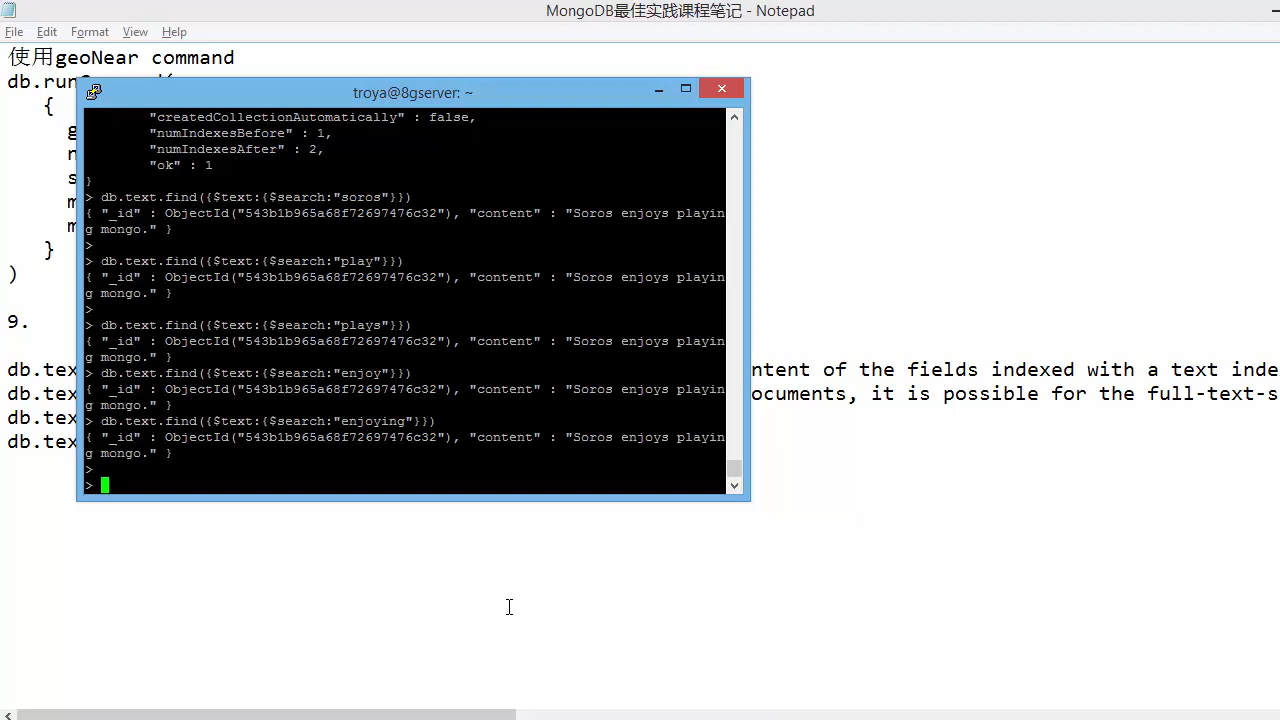 MongoDB最佳实践课程笔记 - Notepad
File Edit Format View Help
使用geoNear command
db.run
{
g
n
s
m
m
}
)
9.
db.tex ntent of the fields indexed with a text inde
db.tex ocuments, it is possible for the full-text-s
db.tex
db.tex
troya@8gserver: ~
"createdCollectionAutomatically" : false,
"numIndexesBefore" : 1,
"numIndexesAfter" : 2,
"ok" : 1
}
> db.text.find({$text:{$search:"soros"}})
{ "_id" : ObjectId("543b1b965a68f72697476c32"), "content" : "Soros enjoys playin
g mongo." }
>
> db.text.find({$text:{$search:"play"}})
{ "_id" : ObjectId("543b1b965a68f72697476c32"), "content" : "Soros enjoys playin
g mongo." }
>
> db.text.find({$text:{$search:"plays"}})
{ "_id" : ObjectId("543b1b965a68f72697476c32"), "content" : "Soros enjoys playin
g mongo." }
> db.text.find({$text:{$search:"enjoy"}})
{ "_id" : ObjectId("543b1b965a68f72697476c32"), "content" : "Soros enjoys playin
g mongo." }
> db.text.find({$text:{$search:"enjoying"}})
{ "_id" : ObjectId("543b1b965a68f72697476c32"), "content" : "Soros enjoys playin
g mongo." }
>
>